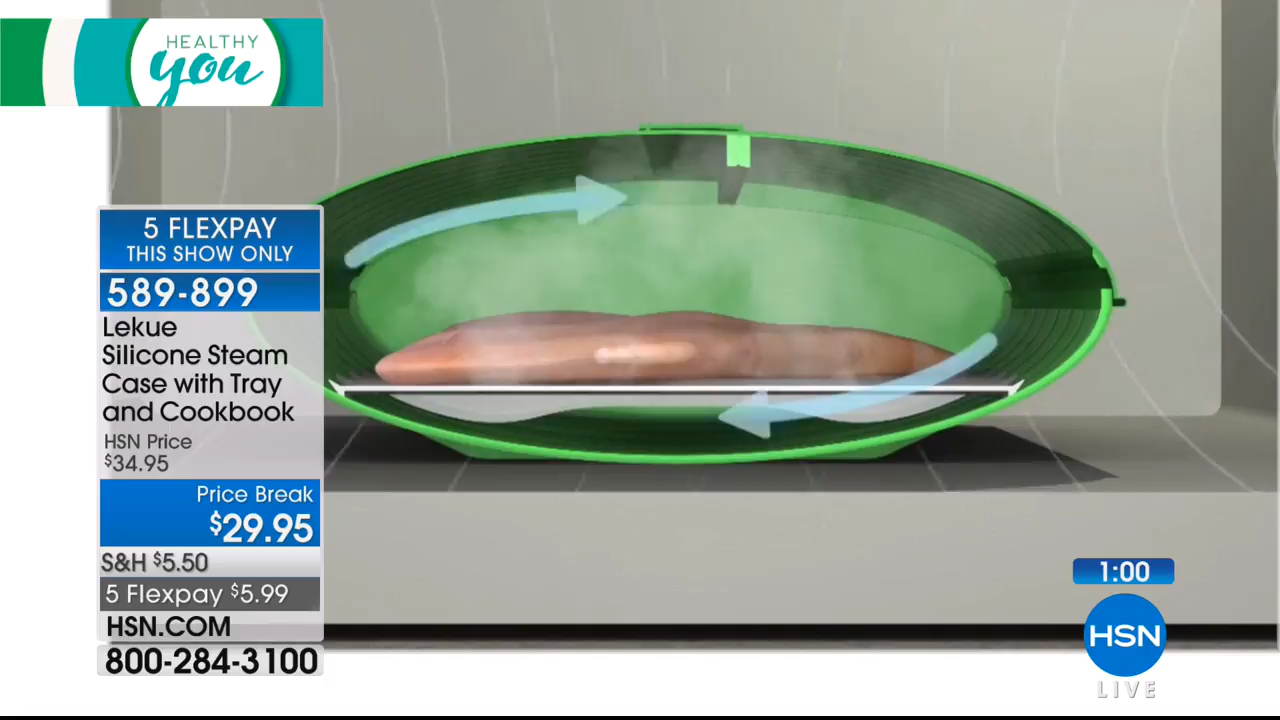 HEALTHY
you
5 FLEXPAY
THIS SHOW ONLY
589-899
Lekue
Silicone Steam
Case with Tray
and Cookbook
HSN Price
$34.95
Price Break
$29.95
S&H $5.50
5 Flexpay $5.99
HSN.COM
800-284-3100
1:00
HSN
LIVE